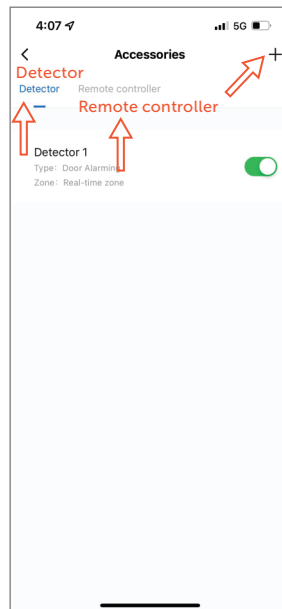 4:07 5G
Accessories
Detector
Detector Remote controller
Remote controller
Detector 1
Type: Door Alarming
Zone: Real-time zone